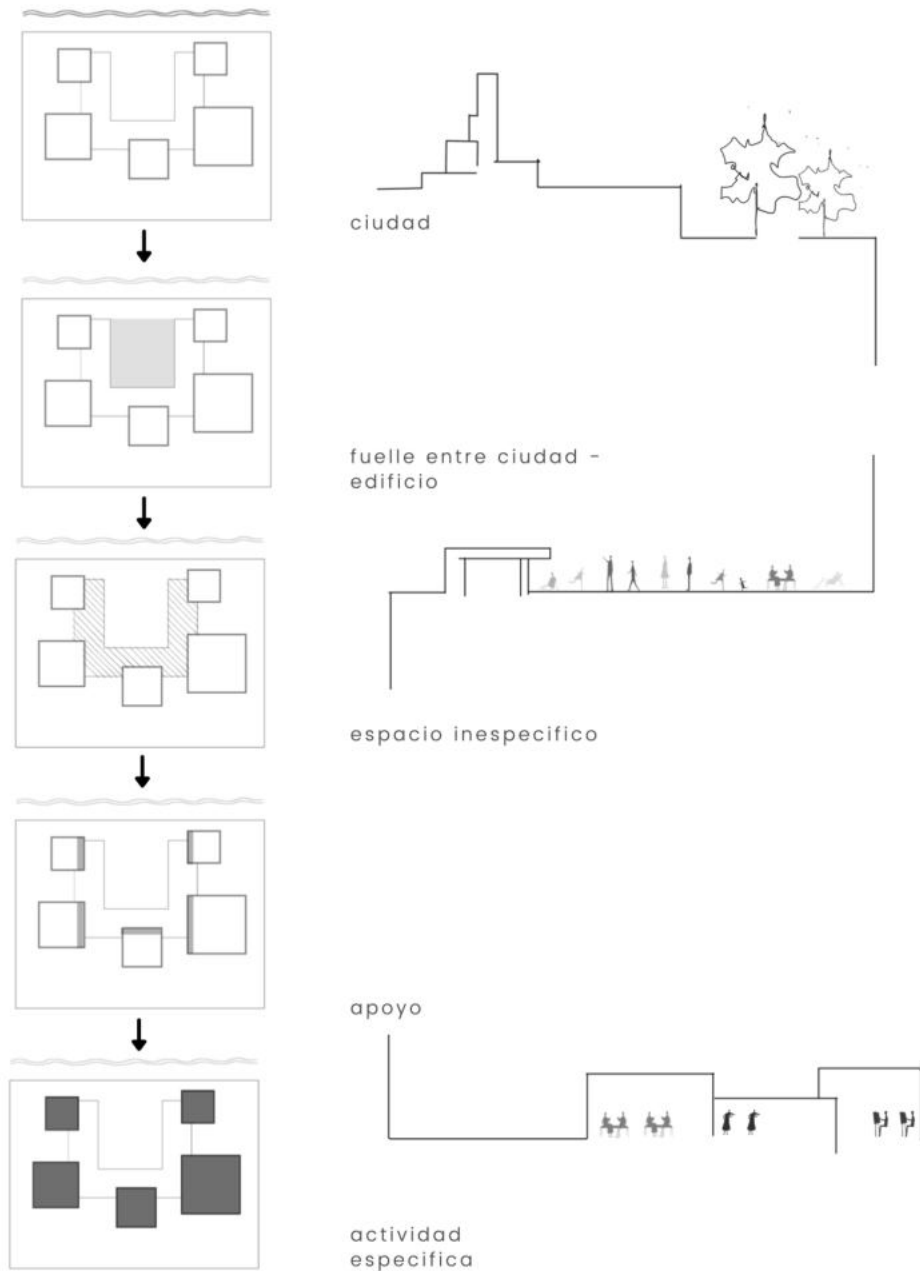 ciudad
fuelle entre ciudad -
edificio
espacio inespecifico
apoyo
actividad
especifica